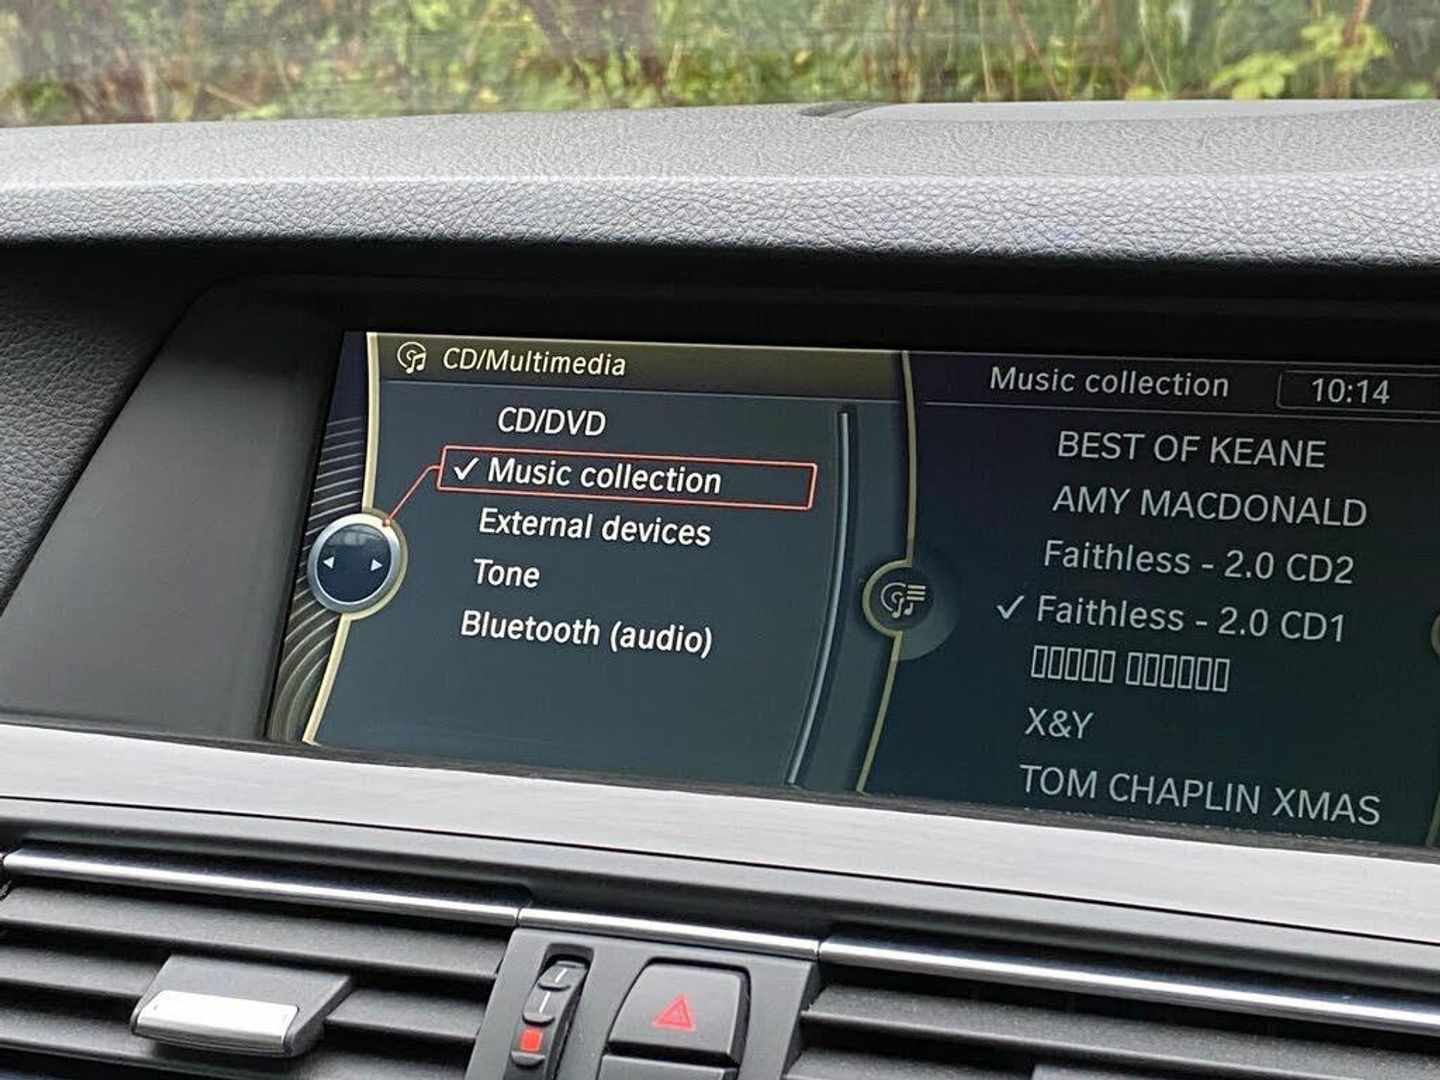 CD/Multimedia
CD/DVD
✓ Music collection
External devices
Tone
Bluetooth (audio)
Music collection 10:14
BEST OF KEANE
AMY MACDONALD
Faithless - 2.0 CD2
✓ Faithless - 2.0 CD1
▯▯▯▯▯ ▯▯▯▯▯▯
X&Y
TOM CHAPLIN XMAS